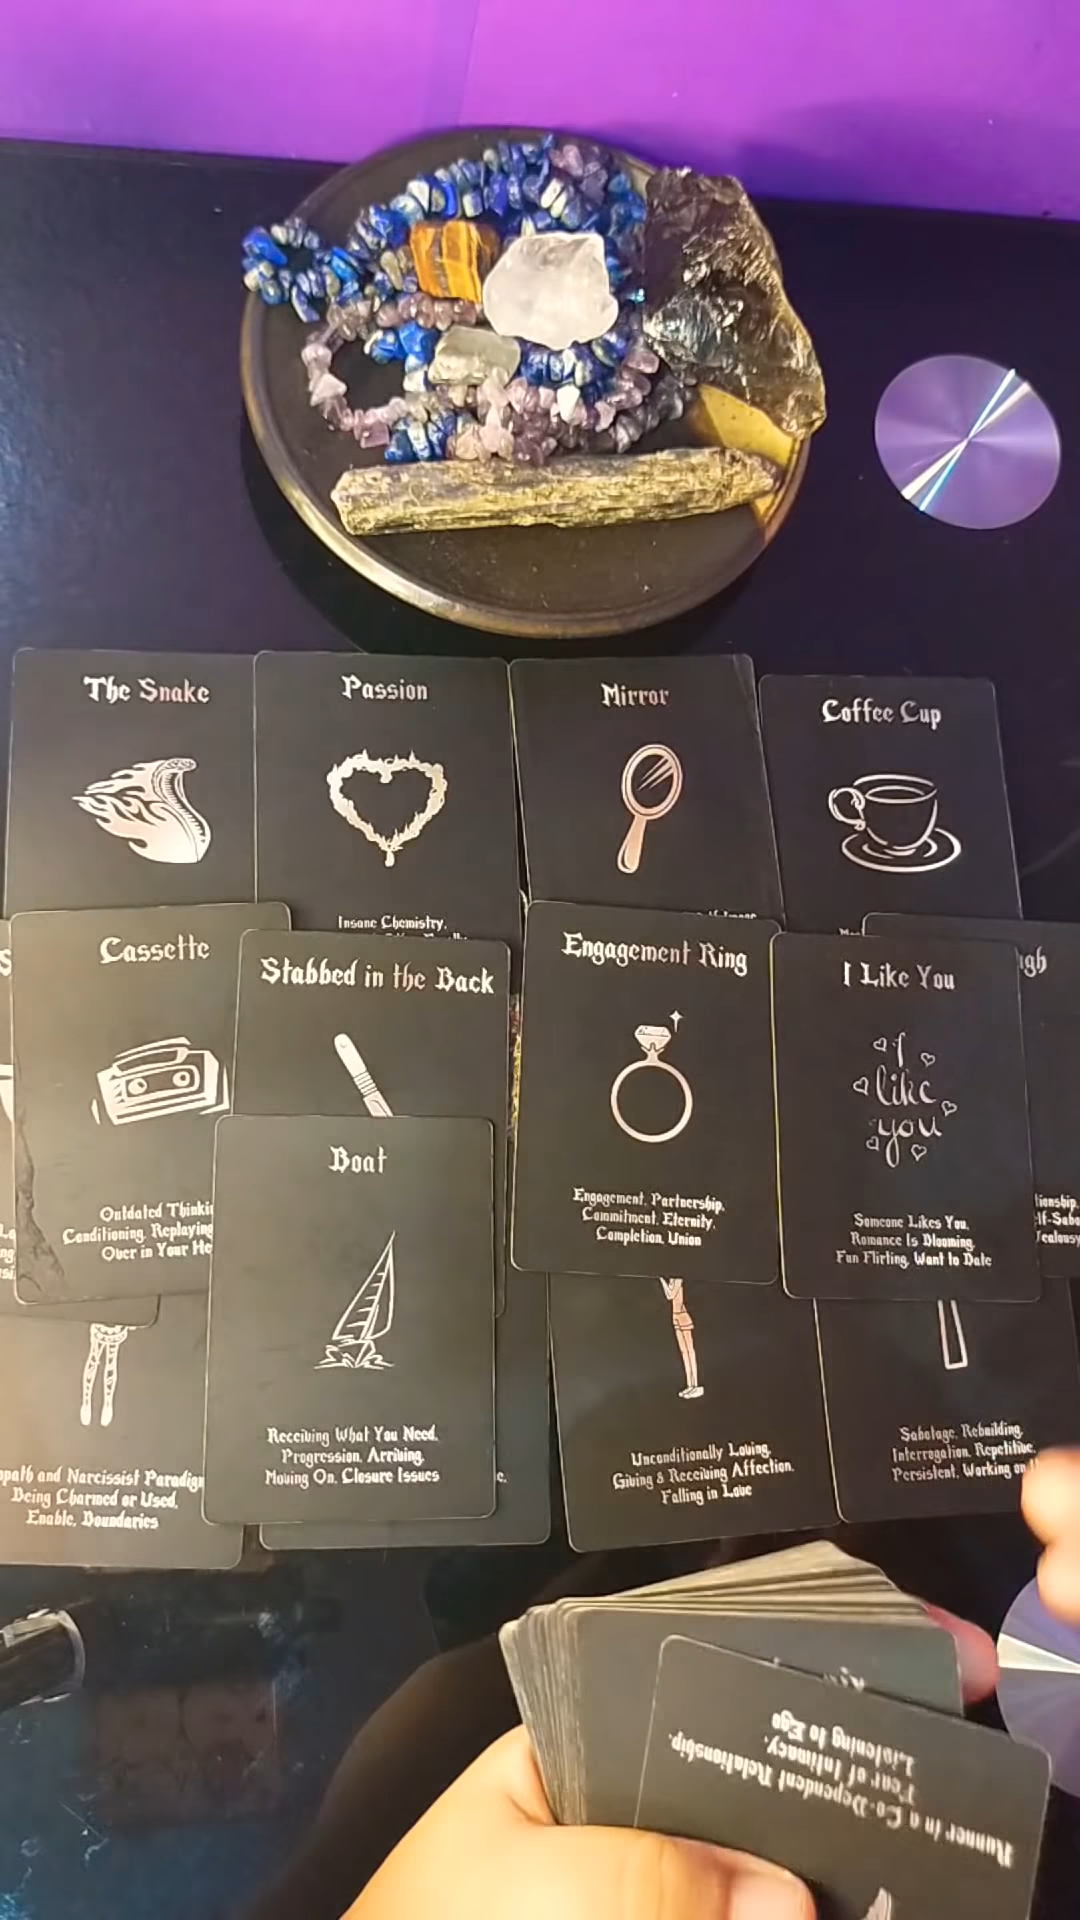 The Snake
Passion
Insane Chemistry,
Mirror
Coffee Cup
Cassette
Outdated
Conditioning, Replaying
Over in Your
Stabbed in the Back
Engagement Ring
Engagement, Partnership,
Commitment, Eternity,
Completion, Union
I Like You
I
like
you
Someone Likes You,
Romance Is Blooming,
Fun Flirting, Want to Date
Boat
Receiving What You Need,
Progression, Arriving,
Moving On, Closure Issues
and Narcissist
Being Charmed or Used,
Enable, Boundaries
Unconditionally Loving,
Giving & Receiving Affection,
Falling in Love
Sabotage, Rebuilding,
Interrogation, Repetitive,
Persistent, Working on
Runner in a Co-Dependent Relationship,
Fear of Intimacy,
Listening to Ego